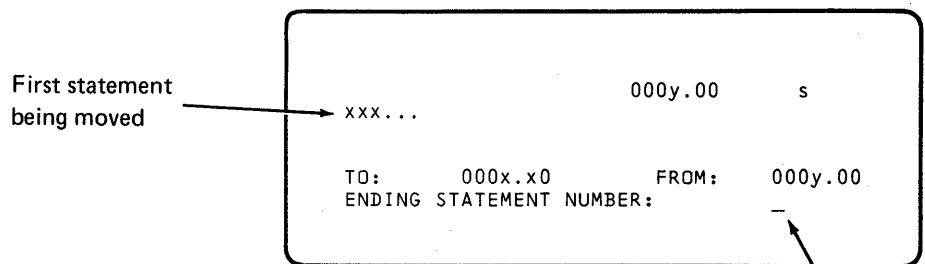 First statement
being moved
000y.00 s
xxx...
TO: 000x.x0 FROM: 000y.00
ENDING STATEMENT NUMBER:
_